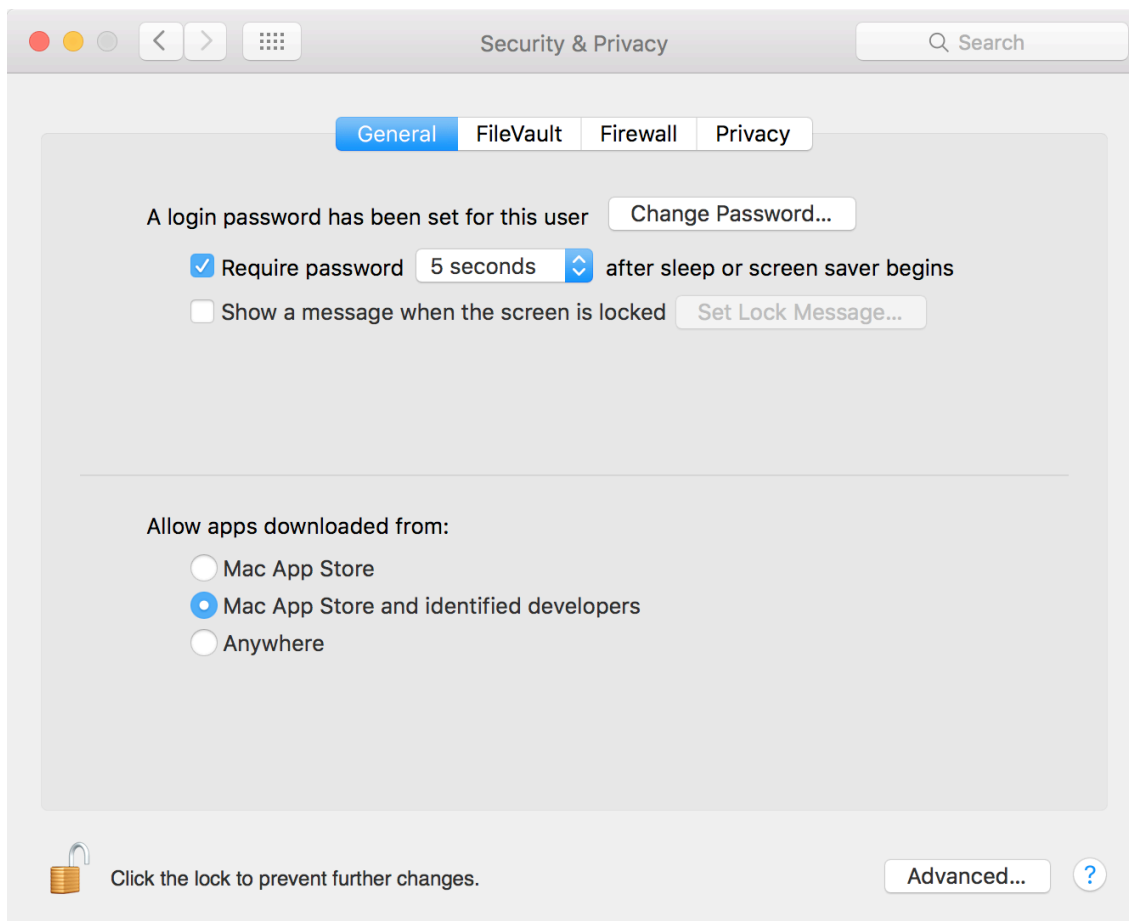 Security & Privacy
Search
General FileVault Firewall Privacy
A login password has been set for this user Change Password...
Require password 5 seconds after sleep or screen saver begins
Show a message when the screen is locked Set Lock Message...
Allow apps downloaded from:
Mac App Store
Mac App Store and identified developers
Anywhere
Click the lock to prevent further changes. Advanced... ?